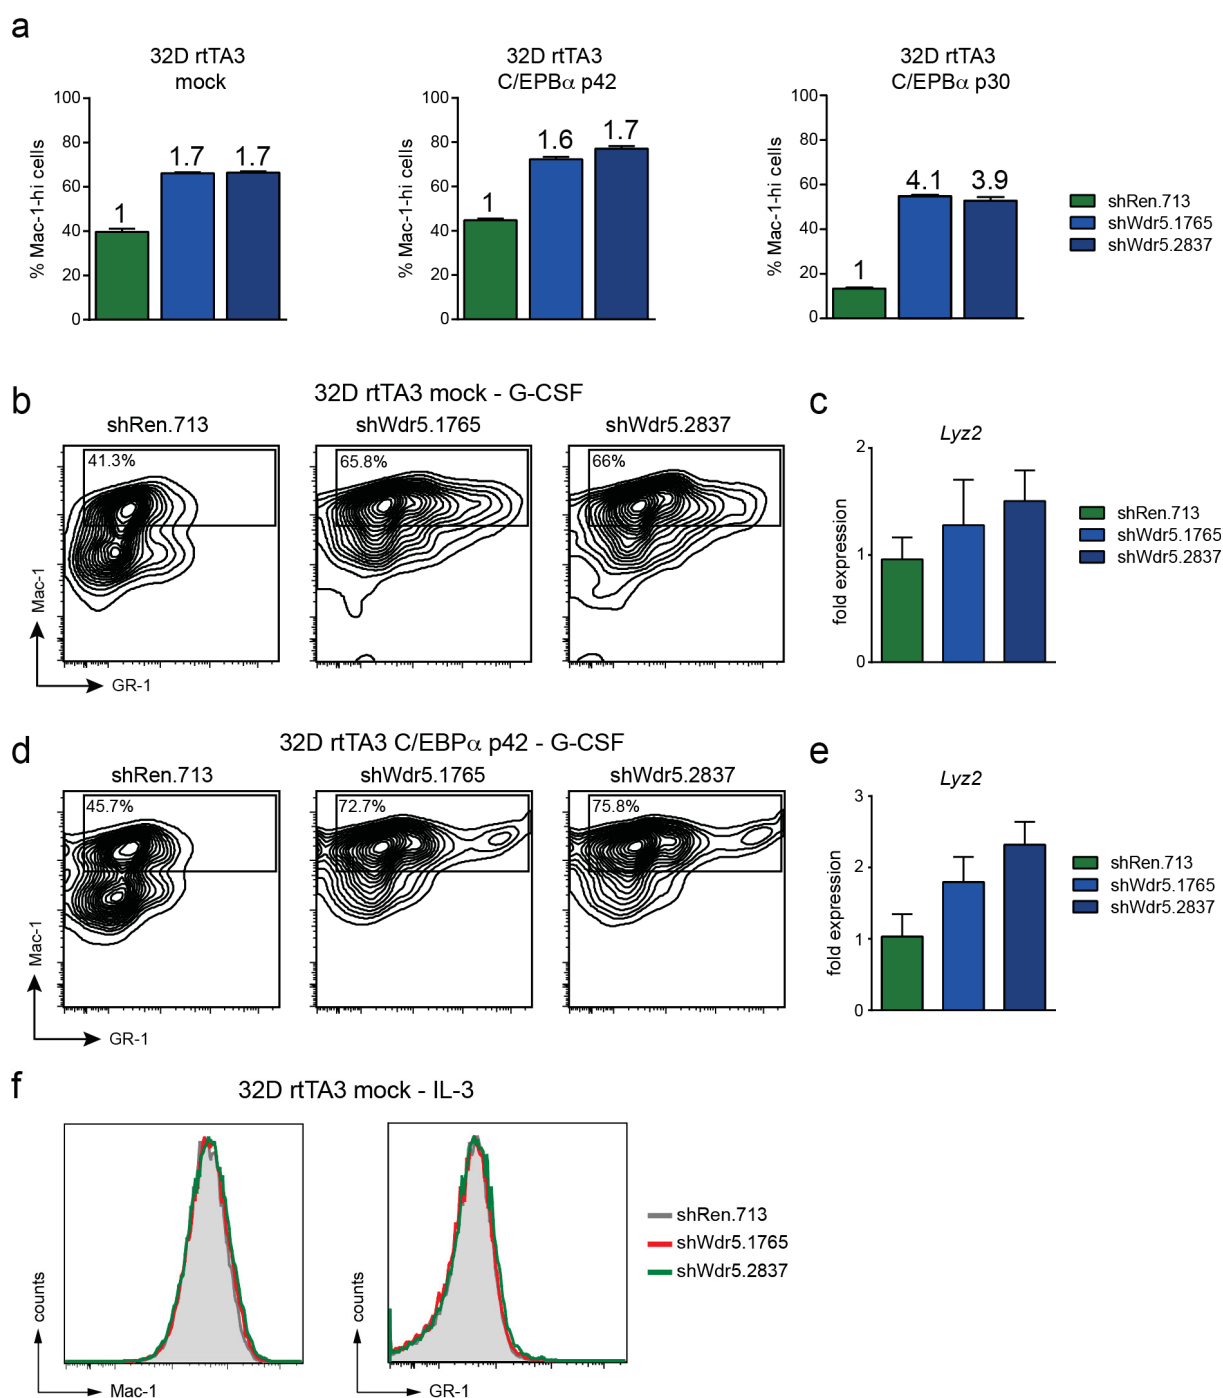 a
32D rtTA3
mock
% Mac-1-hi cells
100
80
60
40
20
0
1
1.7
1.7
32D rtTA3
C/EPBα p42
% Mac-1-hi cells
100
80
60
40
20
0
1
1.6
1.7
32D rtTA3
C/EPBα p30
% Mac-1-hi cells
100
80
60
40
20
0
1
4.1
3.9
shRen.713
shWdr5.1765
shWdr5.2837
b
32D rtTA3 mock - G-CSF
shRen.713
shWdr5.1765
shWdr5.2837
41.3%
65.8%
66%
Mac-1
GR-1
c
Lyz2
fold expression
2
1
0
shRen.713
shWdr5.1765
shWdr5.2837
d
32D rtTA3 C/EBPα p42 - G-CSF
shRen.713
shWdr5.1765
shWdr5.2837
45.7%
72.7%
75.8%
Mac-1
GR-1
e
Lyz2
fold expression
3
2
1
0
shRen.713
shWdr5.1765
shWdr5.2837
f
32D rtTA3 mock - IL-3
counts
Mac-1
counts
GR-1
shRen.713
shWdr5.1765
shWdr5.2837